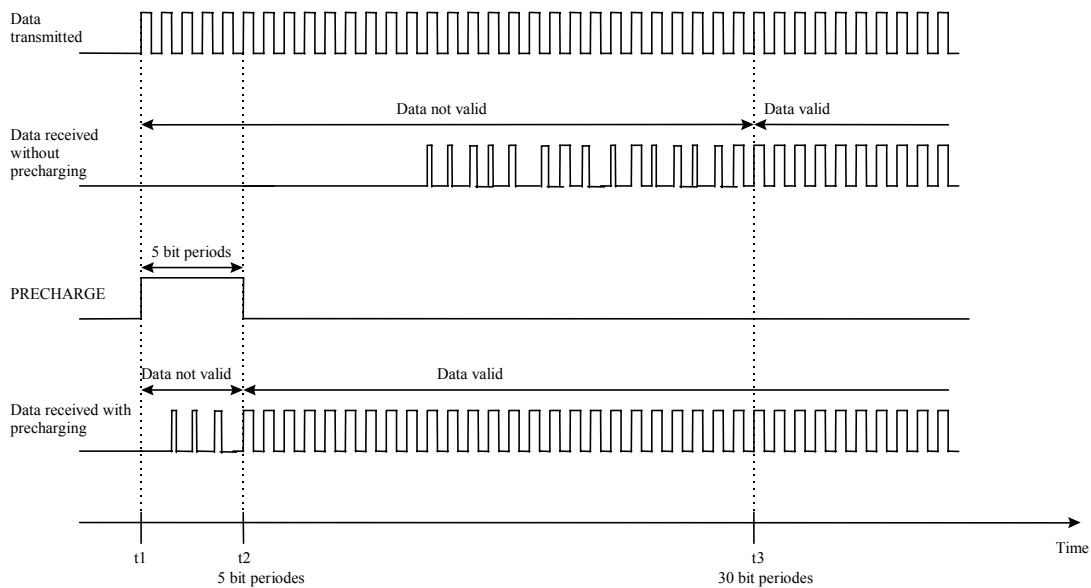 Data
transmitted
Data not valid
Data valid
Data received
without
precharging
5 bit periods
PRECHARGE
Data not valid
Data valid
Data received with
precharging
t1
t2
t3
Time
5 bit periodes
30 bit periodes